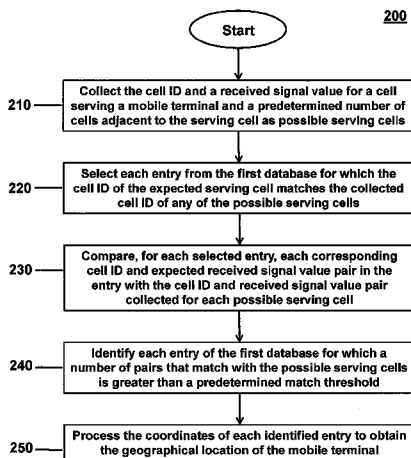 200
Start
210
Collect the cell ID and a received signal value for a cell
serving a mobile terminal and a predetermined number of
cells adjacent to the serving cell as possible serving cells
220
Select each entry from the first database for which the
cell ID of the expected serving cell matches the collected
cell ID of any of the possible serving cells
230
Compare, for each selected entry, each corresponding
cell ID and expected received signal value pair in the
entry with the cell ID and received signal value pair
collected for each possible serving cell
240
Identify each entry of the first database for which a
number of pairs that match with the possible serving cells
is greater than a predetermined match threshold
250
Process the coordinates of each identified entry to obtain
the geographical location of the mobile terminal